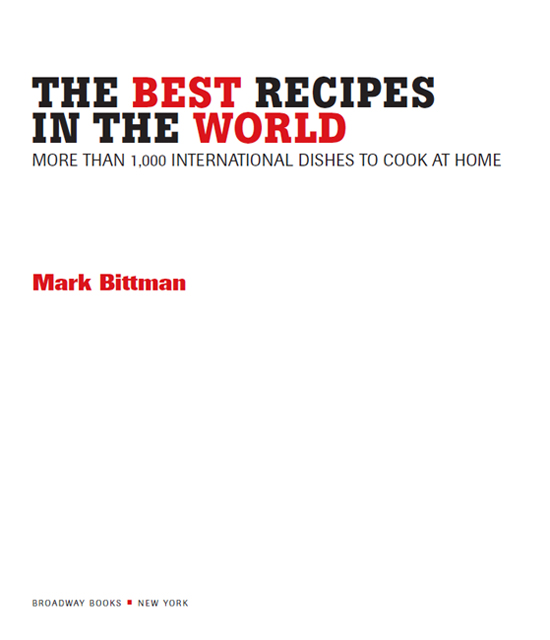 THE BEST RECIPES
IN THE WORLD
MORE THAN 1,000 INTERNATIONAL DISHES TO COOK AT HOME
Mark Bittman
BROADWAY BOOKS ■ NEW YORK